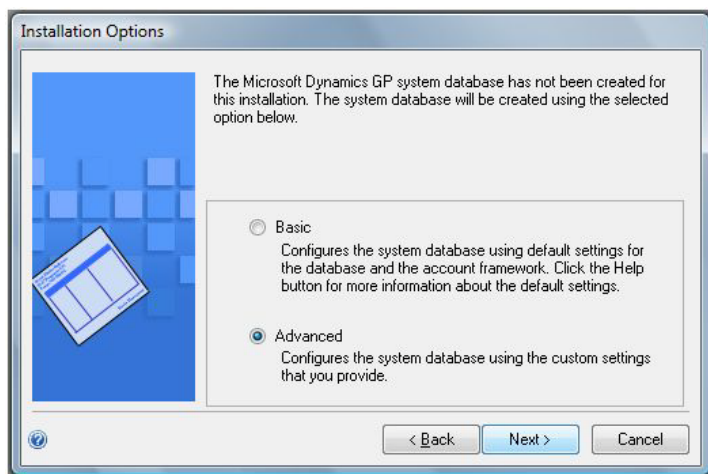 Installation Options
The Microsoft Dynamics GP system database has not been created for
this installation. The system database will be created using the selected
option below.
Basic
Configures the system database using default settings for
the database and the account framework. Click the Help
button for more information about the default settings.
Advanced
Configures the system database using the custom settings
that you provide.
< Back
Next >
Cancel